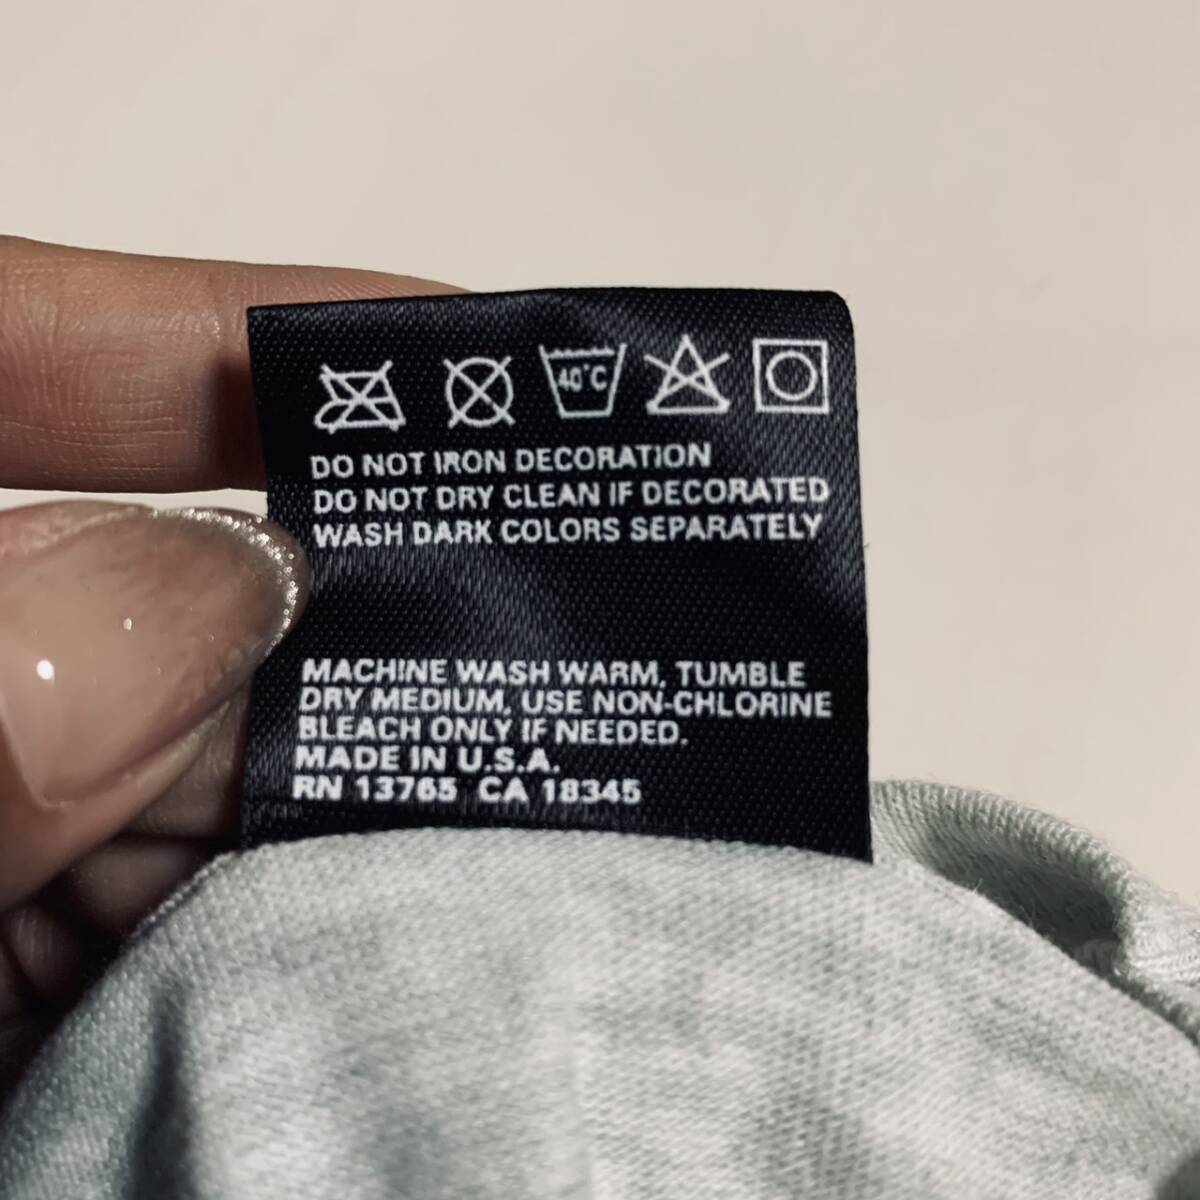 40°C
DO NOT IRON DECORATION
DO NOT DRY CLEAN IF DECORATED
WASH DARK COLORS SEPARATELY
MACHINE WASH WARM, TUMBLE
DRY MEDIUM, USE NON-CHLORINE
BLEACH ONLY IF NEEDED.
MADE IN U.S.A.
RN 13765 CA 18345